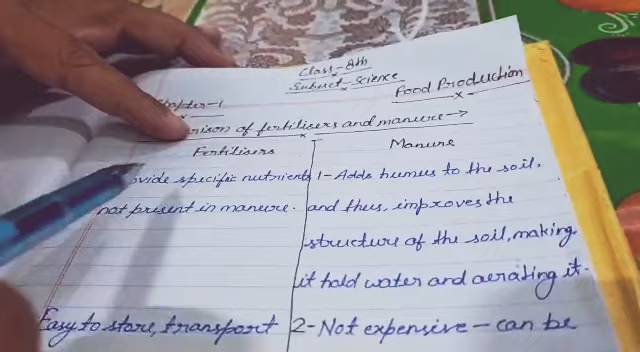 Class-8th
Subject-Science
Chapter-1
Food Production
of fertilisers and manure→
Fertilisers
Manure
specific nutrients
not present in manure.
1- Adds humus to the soil,
and thus, improves the
structure of the soil, making
it hold water and aerating it.
Easy to store, transport
2- Not expensive - can be